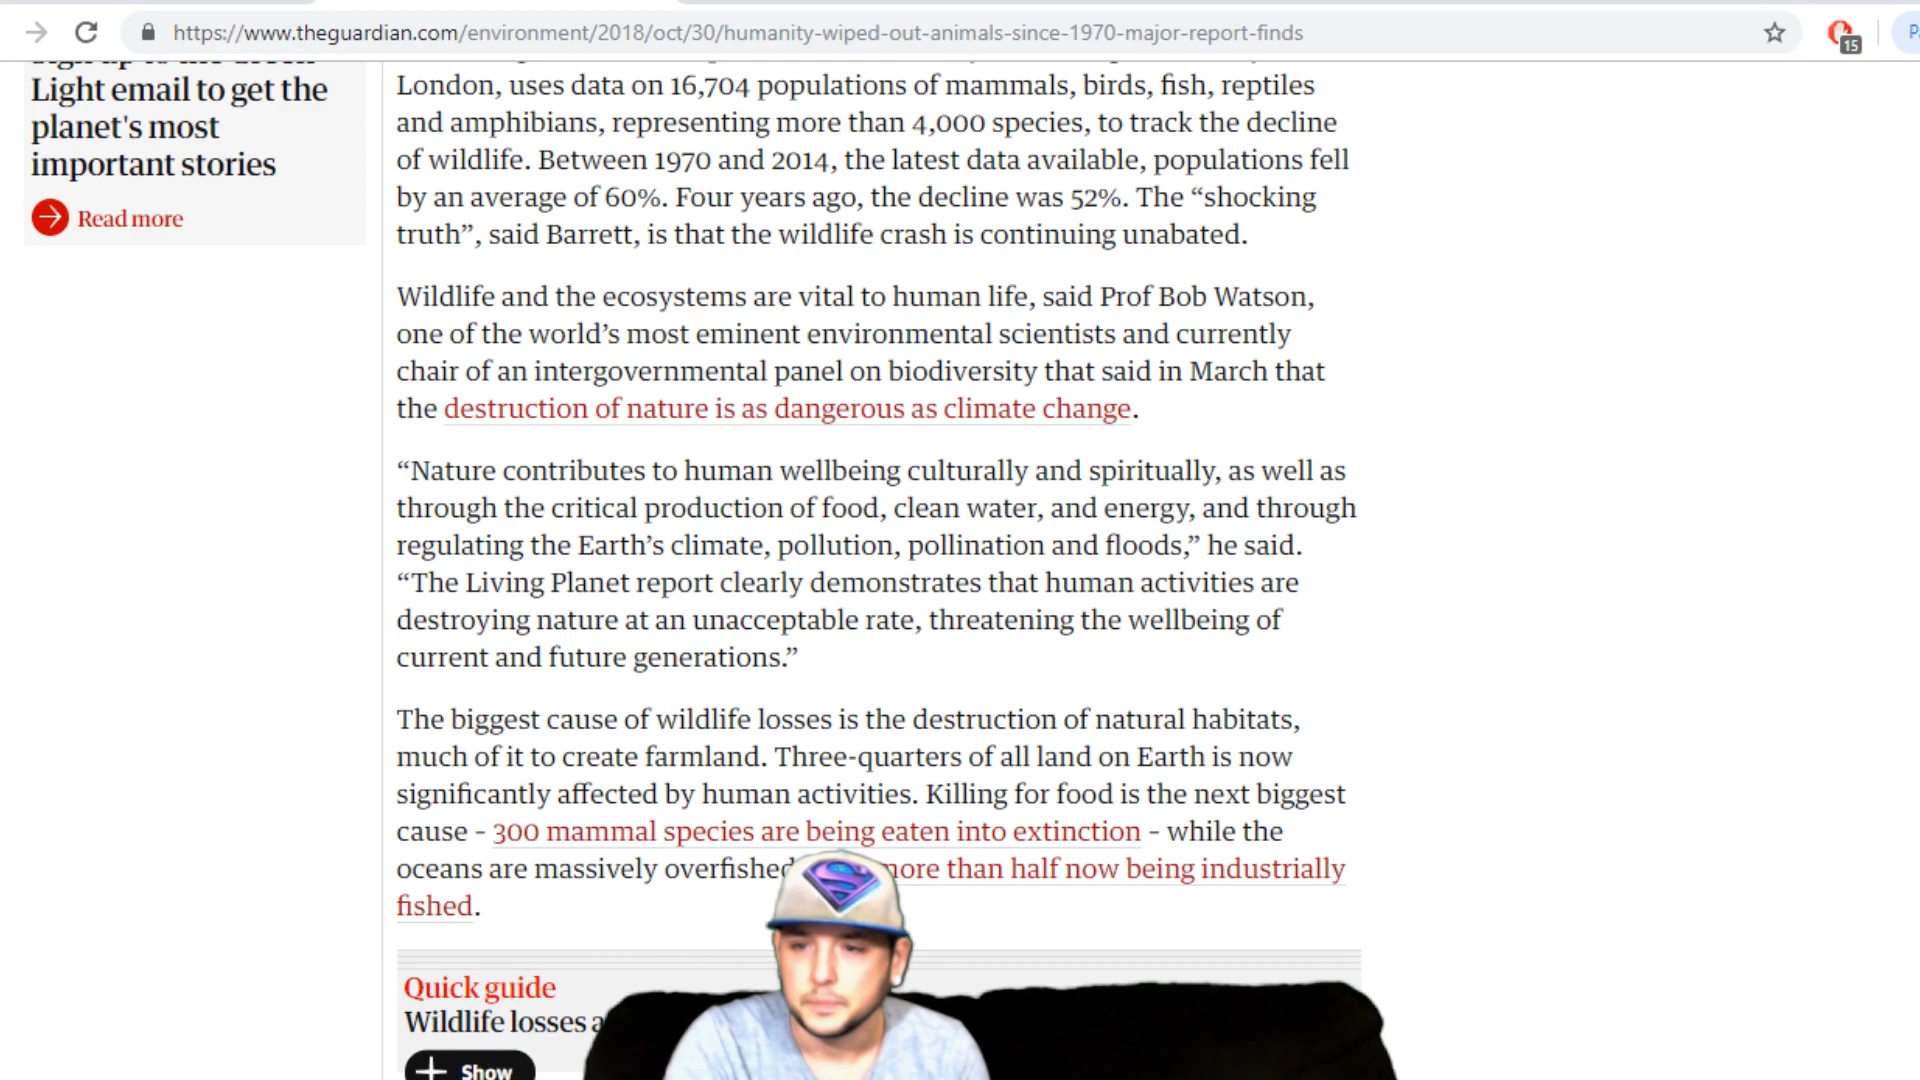 https://www.theguardian.com/environment/2018/oct/30/humanity-wiped-out-animals-since-1970-major-report-finds
15
Light email to get the
planet's most
important stories
Read more
London, uses data on 16,704 populations of mammals, birds, fish, reptiles
and amphibians, representing more than 4,000 species, to track the decline
of wildlife. Between 1970 and 2014, the latest data available, populations fell
by an average of 60%. Four years ago, the decline was 52%. The “shocking
truth”, said Barrett, is that the wildlife crash is continuing unabated.
Wildlife and the ecosystems are vital to human life, said Prof Bob Watson,
one of the world’s most eminent environmental scientists and currently
chair of an intergovernmental panel on biodiversity that said in March that
the destruction of nature is as dangerous as climate change.
“Nature contributes to human wellbeing culturally and spiritually, as well as
through the critical production of food, clean water, and energy, and through
regulating the Earth’s climate, pollution, pollination and floods,” he said.
“The Living Planet report clearly demonstrates that human activities are
destroying nature at an unacceptable rate, threatening the wellbeing of
current and future generations.”
The biggest cause of wildlife losses is the destruction of natural habitats,
much of it to create farmland. Three-quarters of all land on Earth is now
significantly affected by human activities. Killing for food is the next biggest
cause – 300 mammal species are being eaten into extinction – while the
oceans are massively overfished more than half now being industrially
fished.
Quick guide
Wildlife losses
Show